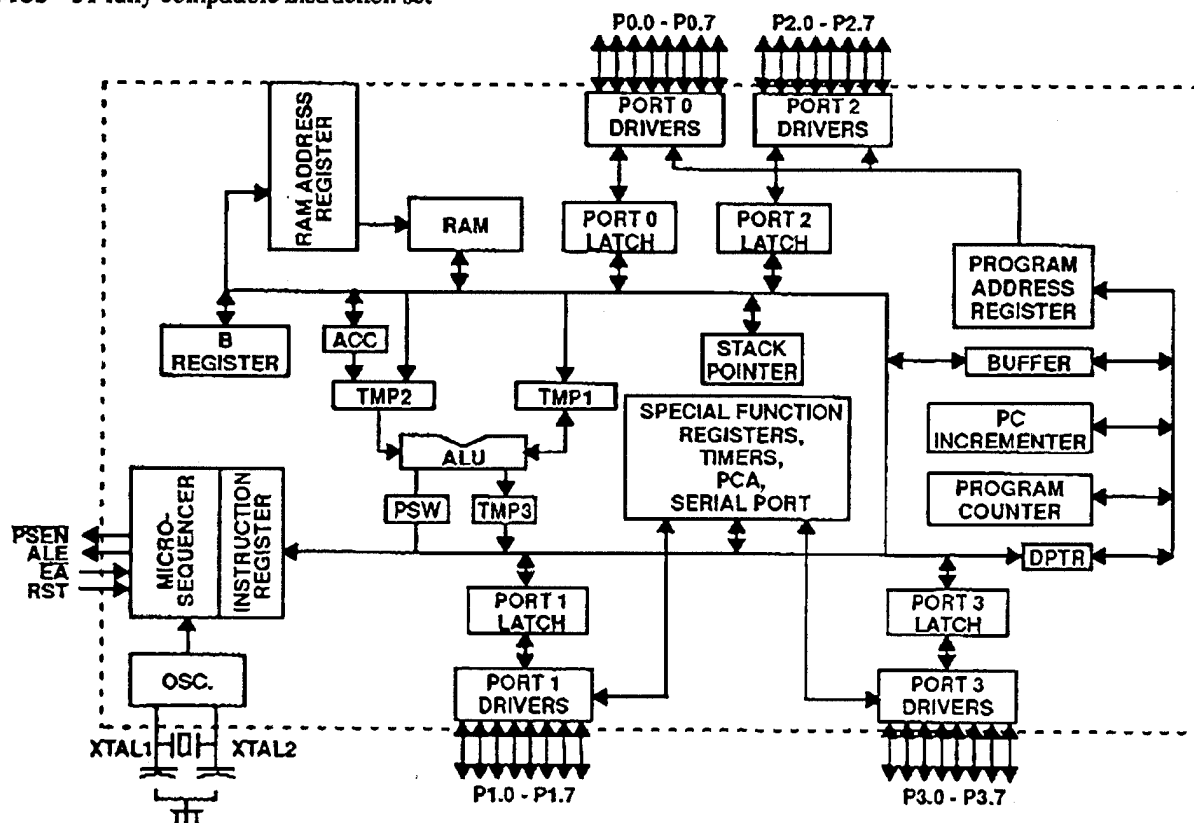 fully compatible instruction set
P0.0 - P0.7
P2.0 - P2.7
PORT 0
DRIVERS
PORT 2
DRIVERS
RAM ADDRESS
REGISTER
RAM
PORT 0
LATCH
PORT 2
LATCH
PROGRAM
ADDRESS
REGISTER
B
REGISTER
ACC
STACK
POINTER
BUFFER
TMP2
TMP1
SPECIAL FUNCTION
REGISTERS,
TIMERS,
PCA,
SERIAL PORT
PC
INCREMENTER
ALU
PROGRAM
COUNTER
PSW
TMP3
MICRO-
SEQUENCER
INSTRUCTION
REGISTER
PSEN
ALE
EA
RST
DPTR
PORT 1
LATCH
PORT 3
LATCH
OSC.
PORT 1
DRIVERS
PORT 3
DRIVERS
XTAL1
XTAL2
P1.0 - P1.7
P3.0 - P3.7